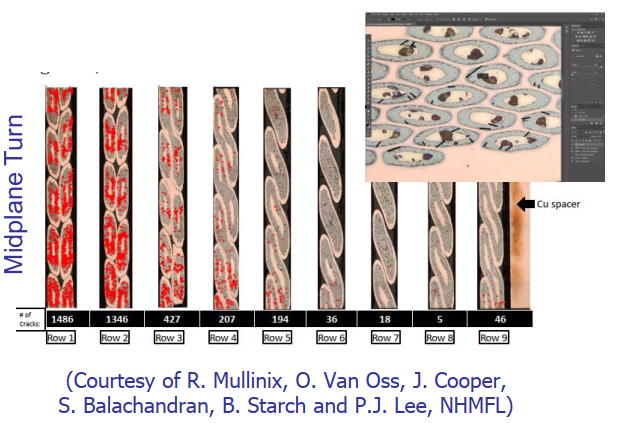 Midplane Turn
Cu spacer
# of
Cracks:
1486 1346 427 207 194 36 18 5 46
Row 1 Row 2 Row 3 Row 4 Row 5 Row 6 Row 7 Row 8 Row 9
(Courtesy of R. Mullinix, O. Van Oss, J. Cooper,
S. Balachandran, B. Starch and P.J. Lee, NHMFL)